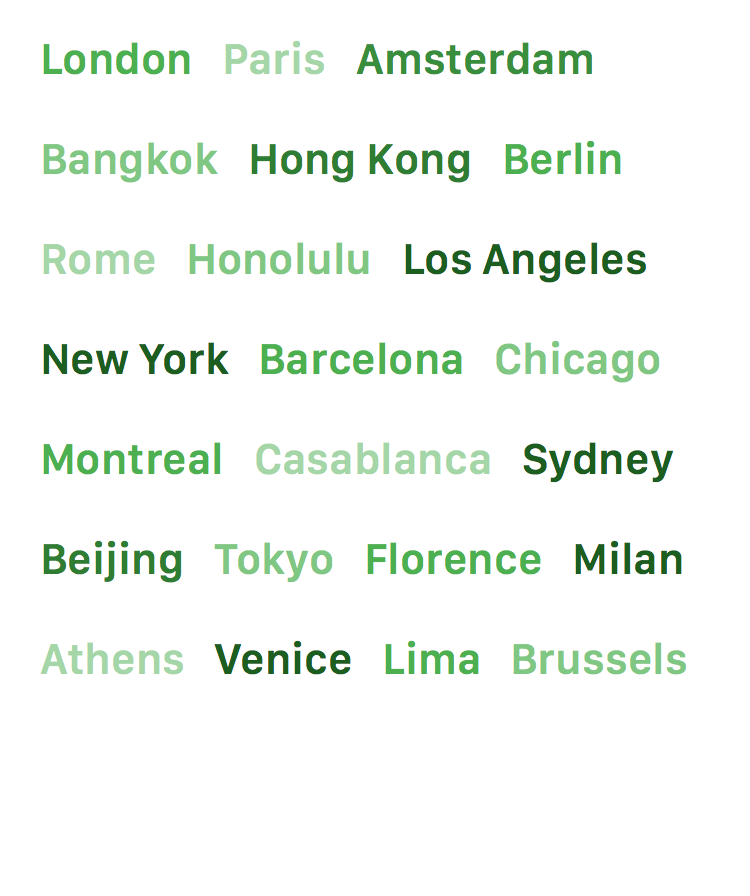 London Paris Amsterdam
Bangkok Hong Kong Berlin
Rome Honolulu Los Angeles
New York Barcelona Chicago
Montreal Casablanca Sydney
Beijing Tokyo Florence Milan
Athens Venice Lima Brussels